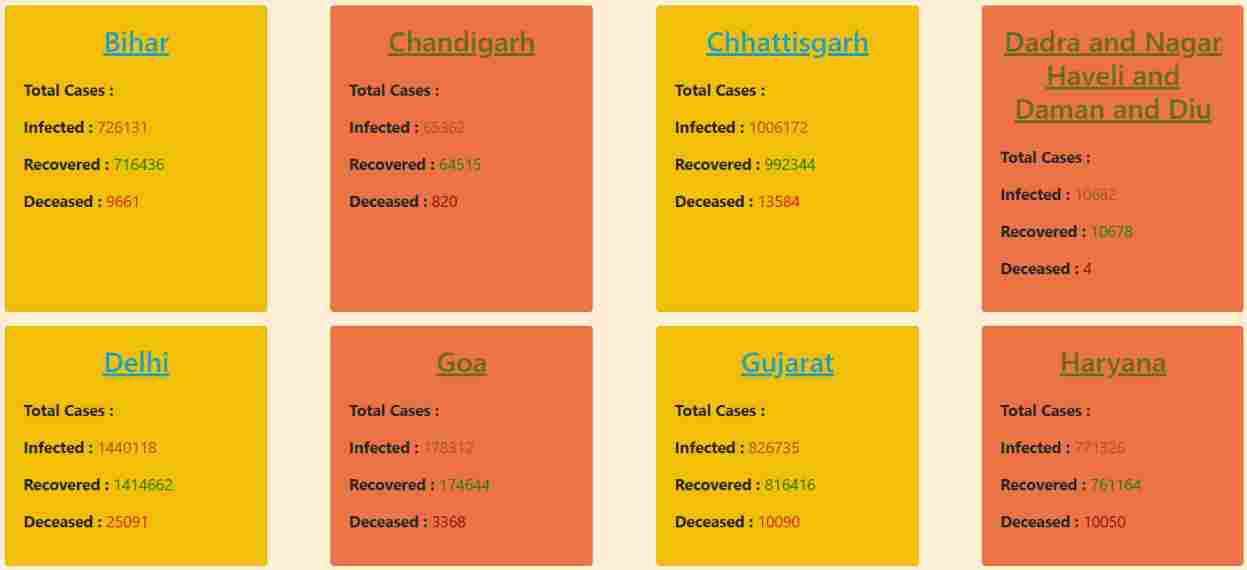 Bihar
Total Cases :
Infected : 726131
Recovered : 716436
Deceased : 9661
Chandigarh
Total Cases :
Infected : 65362
Recovered : 64515
Deceased : 820
Chhattisgarh
Total Cases :
Infected : 1006172
Recovered : 992344
Deceased : 13584
Dadra and Nagar
Haveli and
Daman and Diu
Total Cases :
Infected : 10682
Recovered : 10678
Deceased : 4
Delhi
Total Cases :
Infected : 1440118
Recovered : 1414662
Deceased : 25091
Goa
Total Cases :
Infected : 178312
Recovered : 174644
Deceased : 3368
Gujarat
Total Cases :
Infected : 826735
Recovered : 816416
Deceased : 10090
Haryana
Total Cases :
Infected : 771326
Recovered : 761164
Deceased : 10050